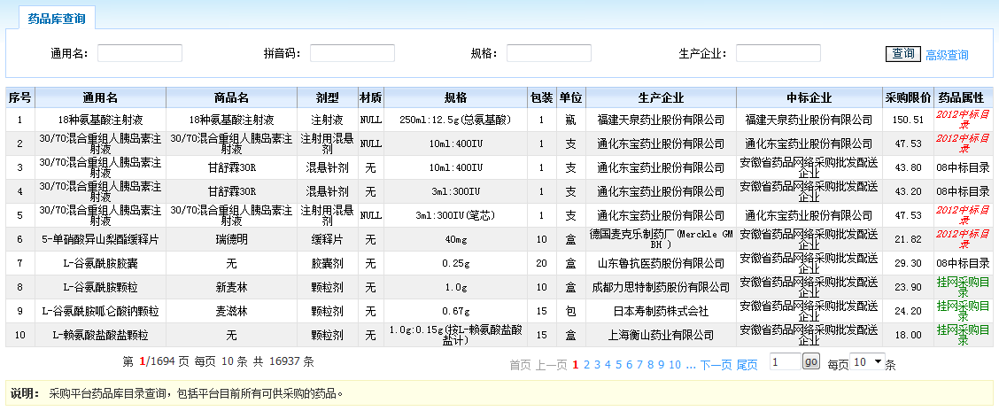 药品库查询
通用名： 拼音码： 规格： 生产企业： 查询 高级查询
序号 通用名 商品名 剂型 材质 规格 包装 单位 生产企业 中标企业 采购限价 药品属性
1 18种氨基酸注射液 18种氨基酸注射液 注射液 NULL 250ml:12.5g(总氨基酸) 1 瓶 福建天泉药业股份有限公司 福建天泉药业股份有限公司 150.51 2012中标目录
2 30/70混合重组人胰岛素注射液 30/70混合重组人胰岛素注射液 注射用混悬剂 NULL 10ml:400IU 1 支 通化东宝药业股份有限公司 通化东宝药业股份有限公司 47.53 2012中标目录
3 30/70混合重组人胰岛素注射液 甘舒霖30R 混悬针剂 无 10ml:400IU 1 支 通化东宝药业股份有限公司 安徽省药品网络采购批发配送企业 43.80 08中标目录
4 30/70混合重组人胰岛素注射液 甘舒霖30R 混悬针剂 无 3ml:300IU 1 支 通化东宝药业股份有限公司 安徽省药品网络采购批发配送企业 43.20 08中标目录
5 30/70混合重组人胰岛素注射液 30/70混合重组人胰岛素注射液 注射用混悬剂 NULL 3ml:300IU(笔芯) 1 支 通化东宝药业股份有限公司 通化东宝药业股份有限公司 47.53 2012中标目录
6 5-单硝酸异山梨酯缓释片 瑞德明 缓释片 无 40mg 10 盒 德国麦克乐制药厂(Merckle GMBH ) 安徽省药品网络采购批发配送企业 21.82 2012中标目录
7 L-谷氨酰胺胶囊 无 胶囊剂 无 0.25g 20 盒 山东鲁抗医药股份有限公司 安徽省药品网络采购批发配送企业 29.30 08中标目录
8 L-谷氨酰胺颗粒 新麦林 颗粒剂 无 1.0g 10 盒 成都力思特制药股份有限公司 安徽省药品网络采购批发配送企业 23.90 挂网采购目录
9 L-谷氨酰胺呱仑酸钠颗粒 麦滋林 颗粒剂 无 0.67g 15 包 日本寿制药株式会社 安徽省药品网络采购批发配送企业 24.20 挂网采购目录
10 L-赖氨酸盐酸盐颗粒 无 颗粒剂 无 1.0g:0.15g(按L-赖氨酸盐酸盐计) 15 盒 上海衡山药业有限公司 安徽省药品网络采购批发配送企业 18.00 挂网采购目录
第 1/1694 页 每页 10 条 共 16937 条 首页 上一页 1 2 3 4 5 6 7 8 9 10 ... 下一页 尾页 1 go 每页 10 条
说明： 采购平台药品库目录查询，包括平台目前所有可供采购的药品。